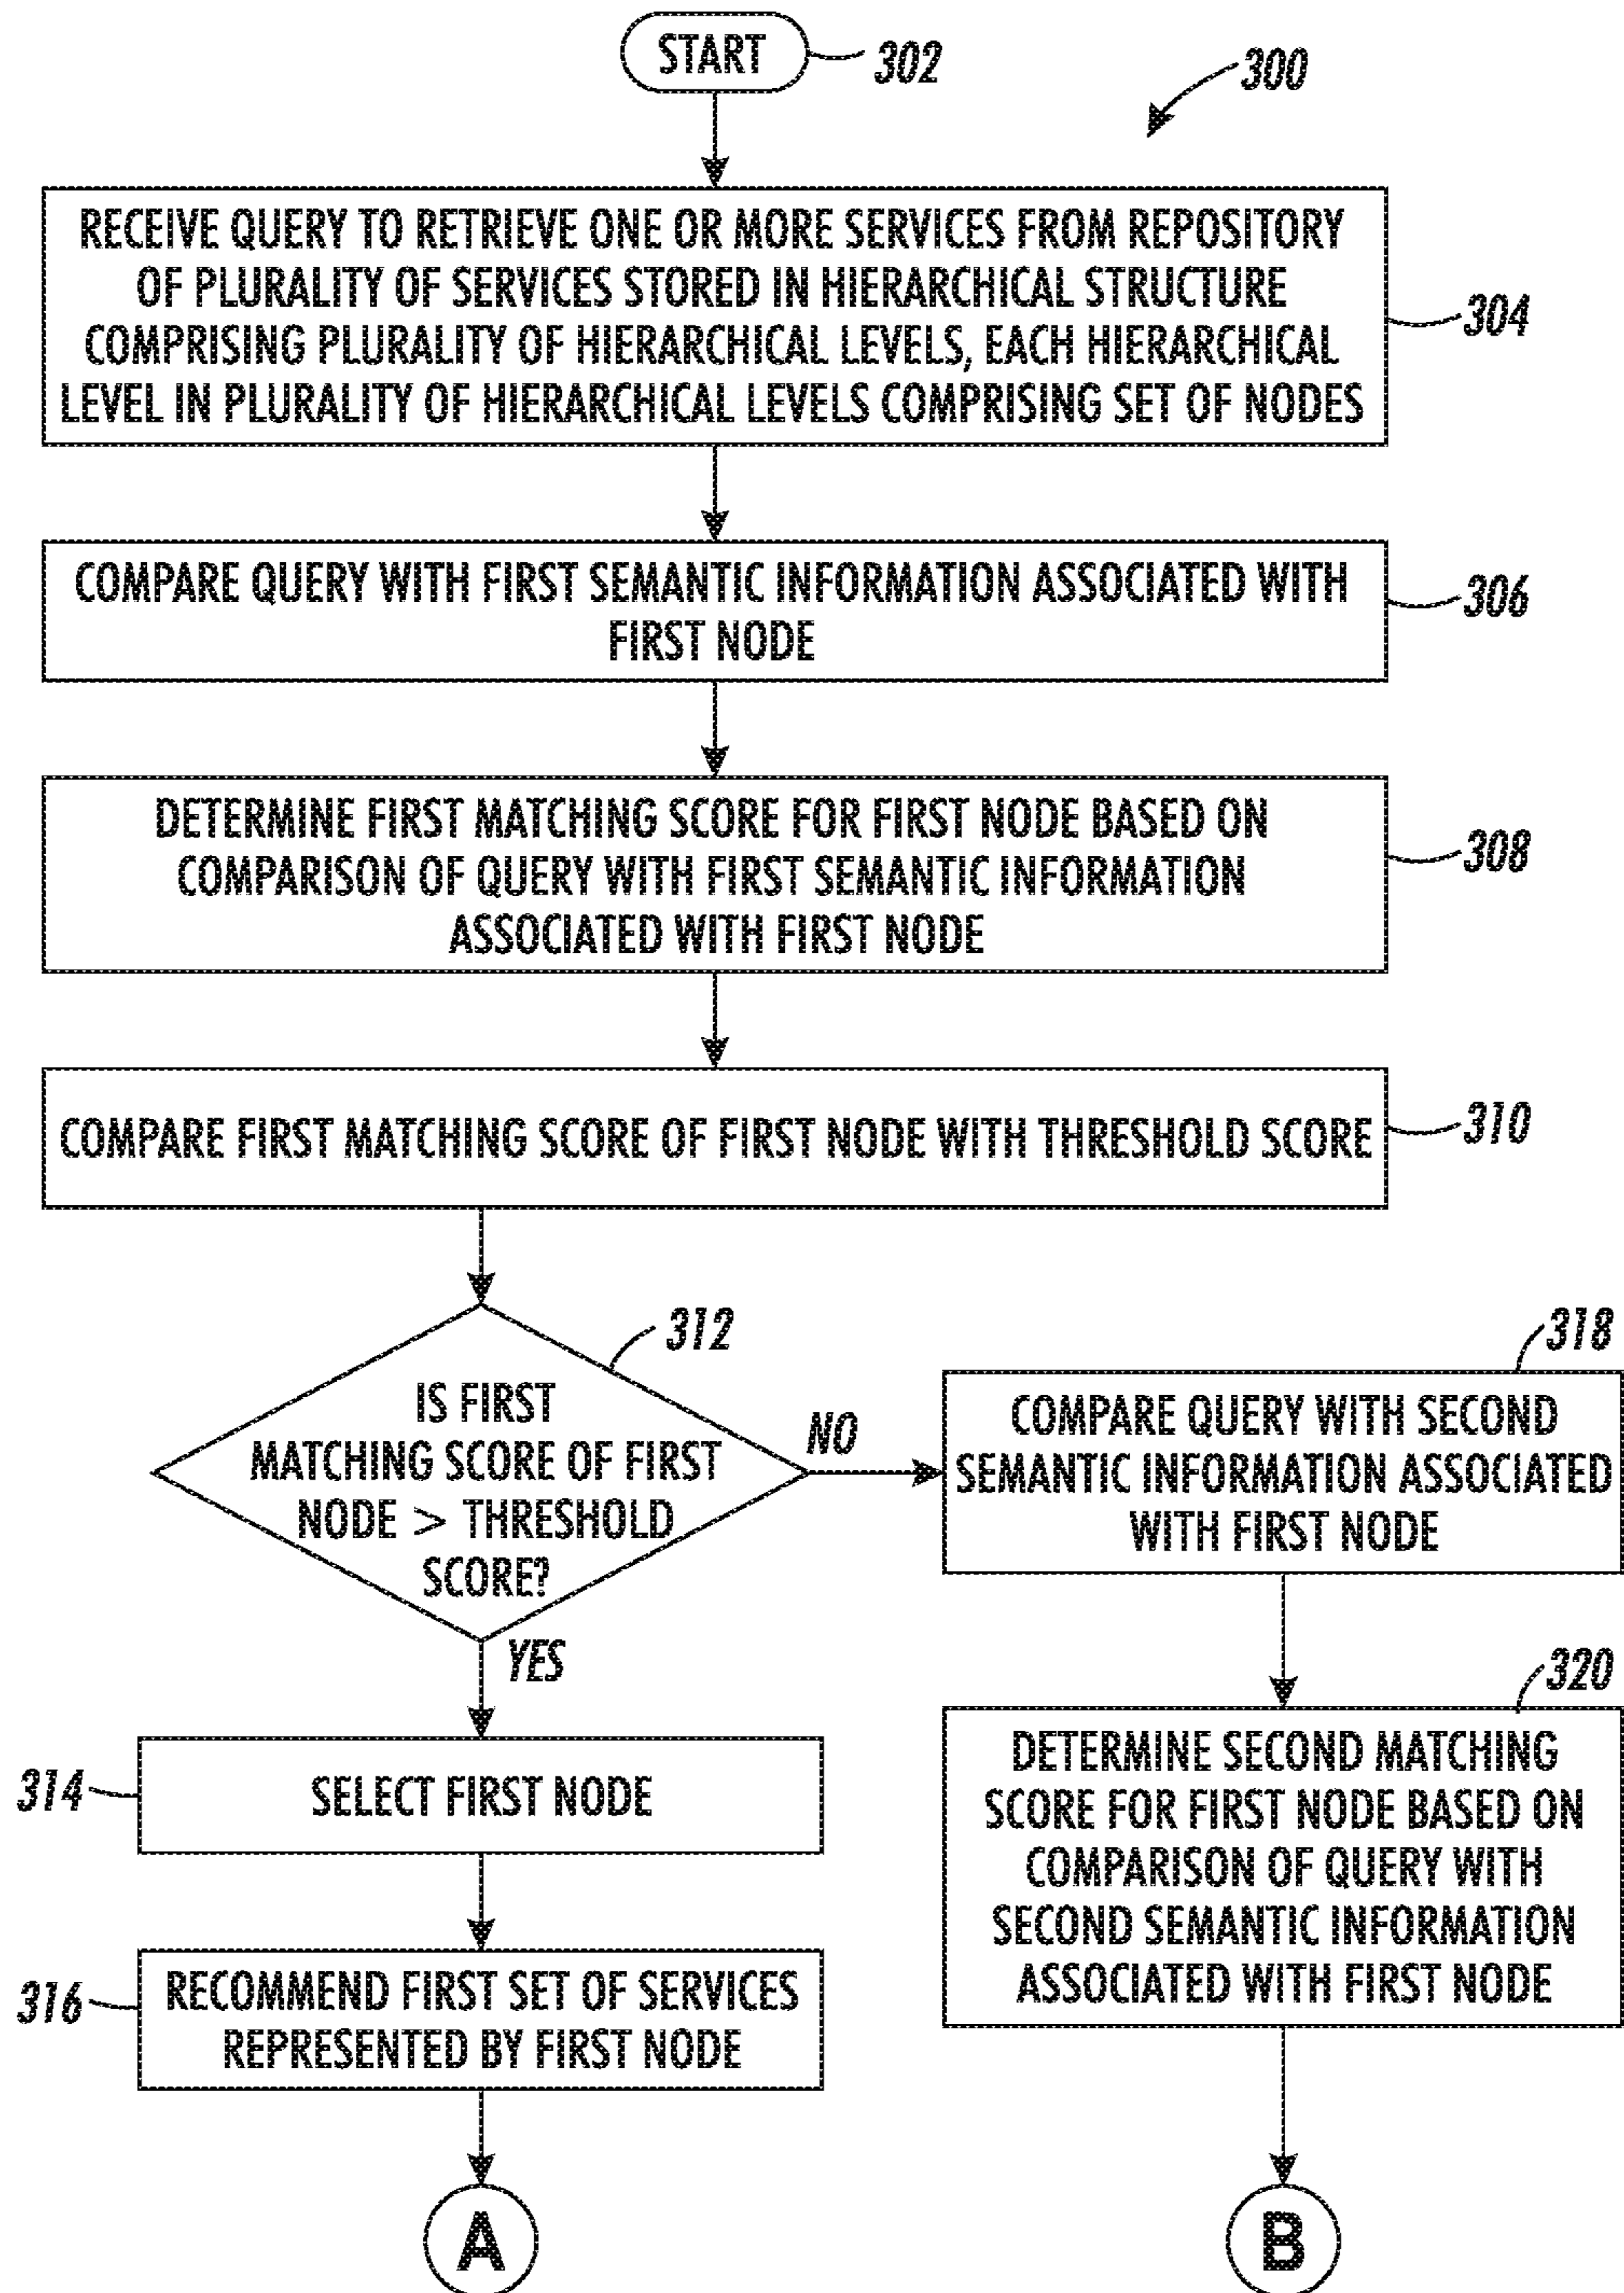 START
302
300
RECEIVE QUERY TO RETRIEVE ONE OR MORE SERVICES FROM REPOSITORY
OF PLURALITY OF SERVICES STORED IN HIERARCHICAL STRUCTURE
COMPRISING PLURALITY OF HIERARCHICAL LEVELS, EACH HIERARCHICAL
LEVEL IN PLURALITY OF HIERARCHICAL LEVELS COMPRISING SET OF NODES
304
COMPARE QUERY WITH FIRST SEMANTIC INFORMATION ASSOCIATED WITH
FIRST NODE
306
DETERMINE FIRST MATCHING SCORE FOR FIRST NODE BASED ON
COMPARISON OF QUERY WITH FIRST SEMANTIC INFORMATION
ASSOCIATED WITH FIRST NODE
308
COMPARE FIRST MATCHING SCORE OF FIRST NODE WITH THRESHOLD SCORE
310
312
IS FIRST
MATCHING SCORE OF FIRST
NODE > THRESHOLD
SCORE?
NO
YES
318
COMPARE QUERY WITH SECOND
SEMANTIC INFORMATION ASSOCIATED
WITH FIRST NODE
314
SELECT FIRST NODE
320
DETERMINE SECOND MATCHING
SCORE FOR FIRST NODE BASED ON
COMPARISON OF QUERY WITH
SECOND SEMANTIC INFORMATION
ASSOCIATED WITH FIRST NODE
316
RECOMMEND FIRST SET OF SERVICES
REPRESENTED BY FIRST NODE
A
B